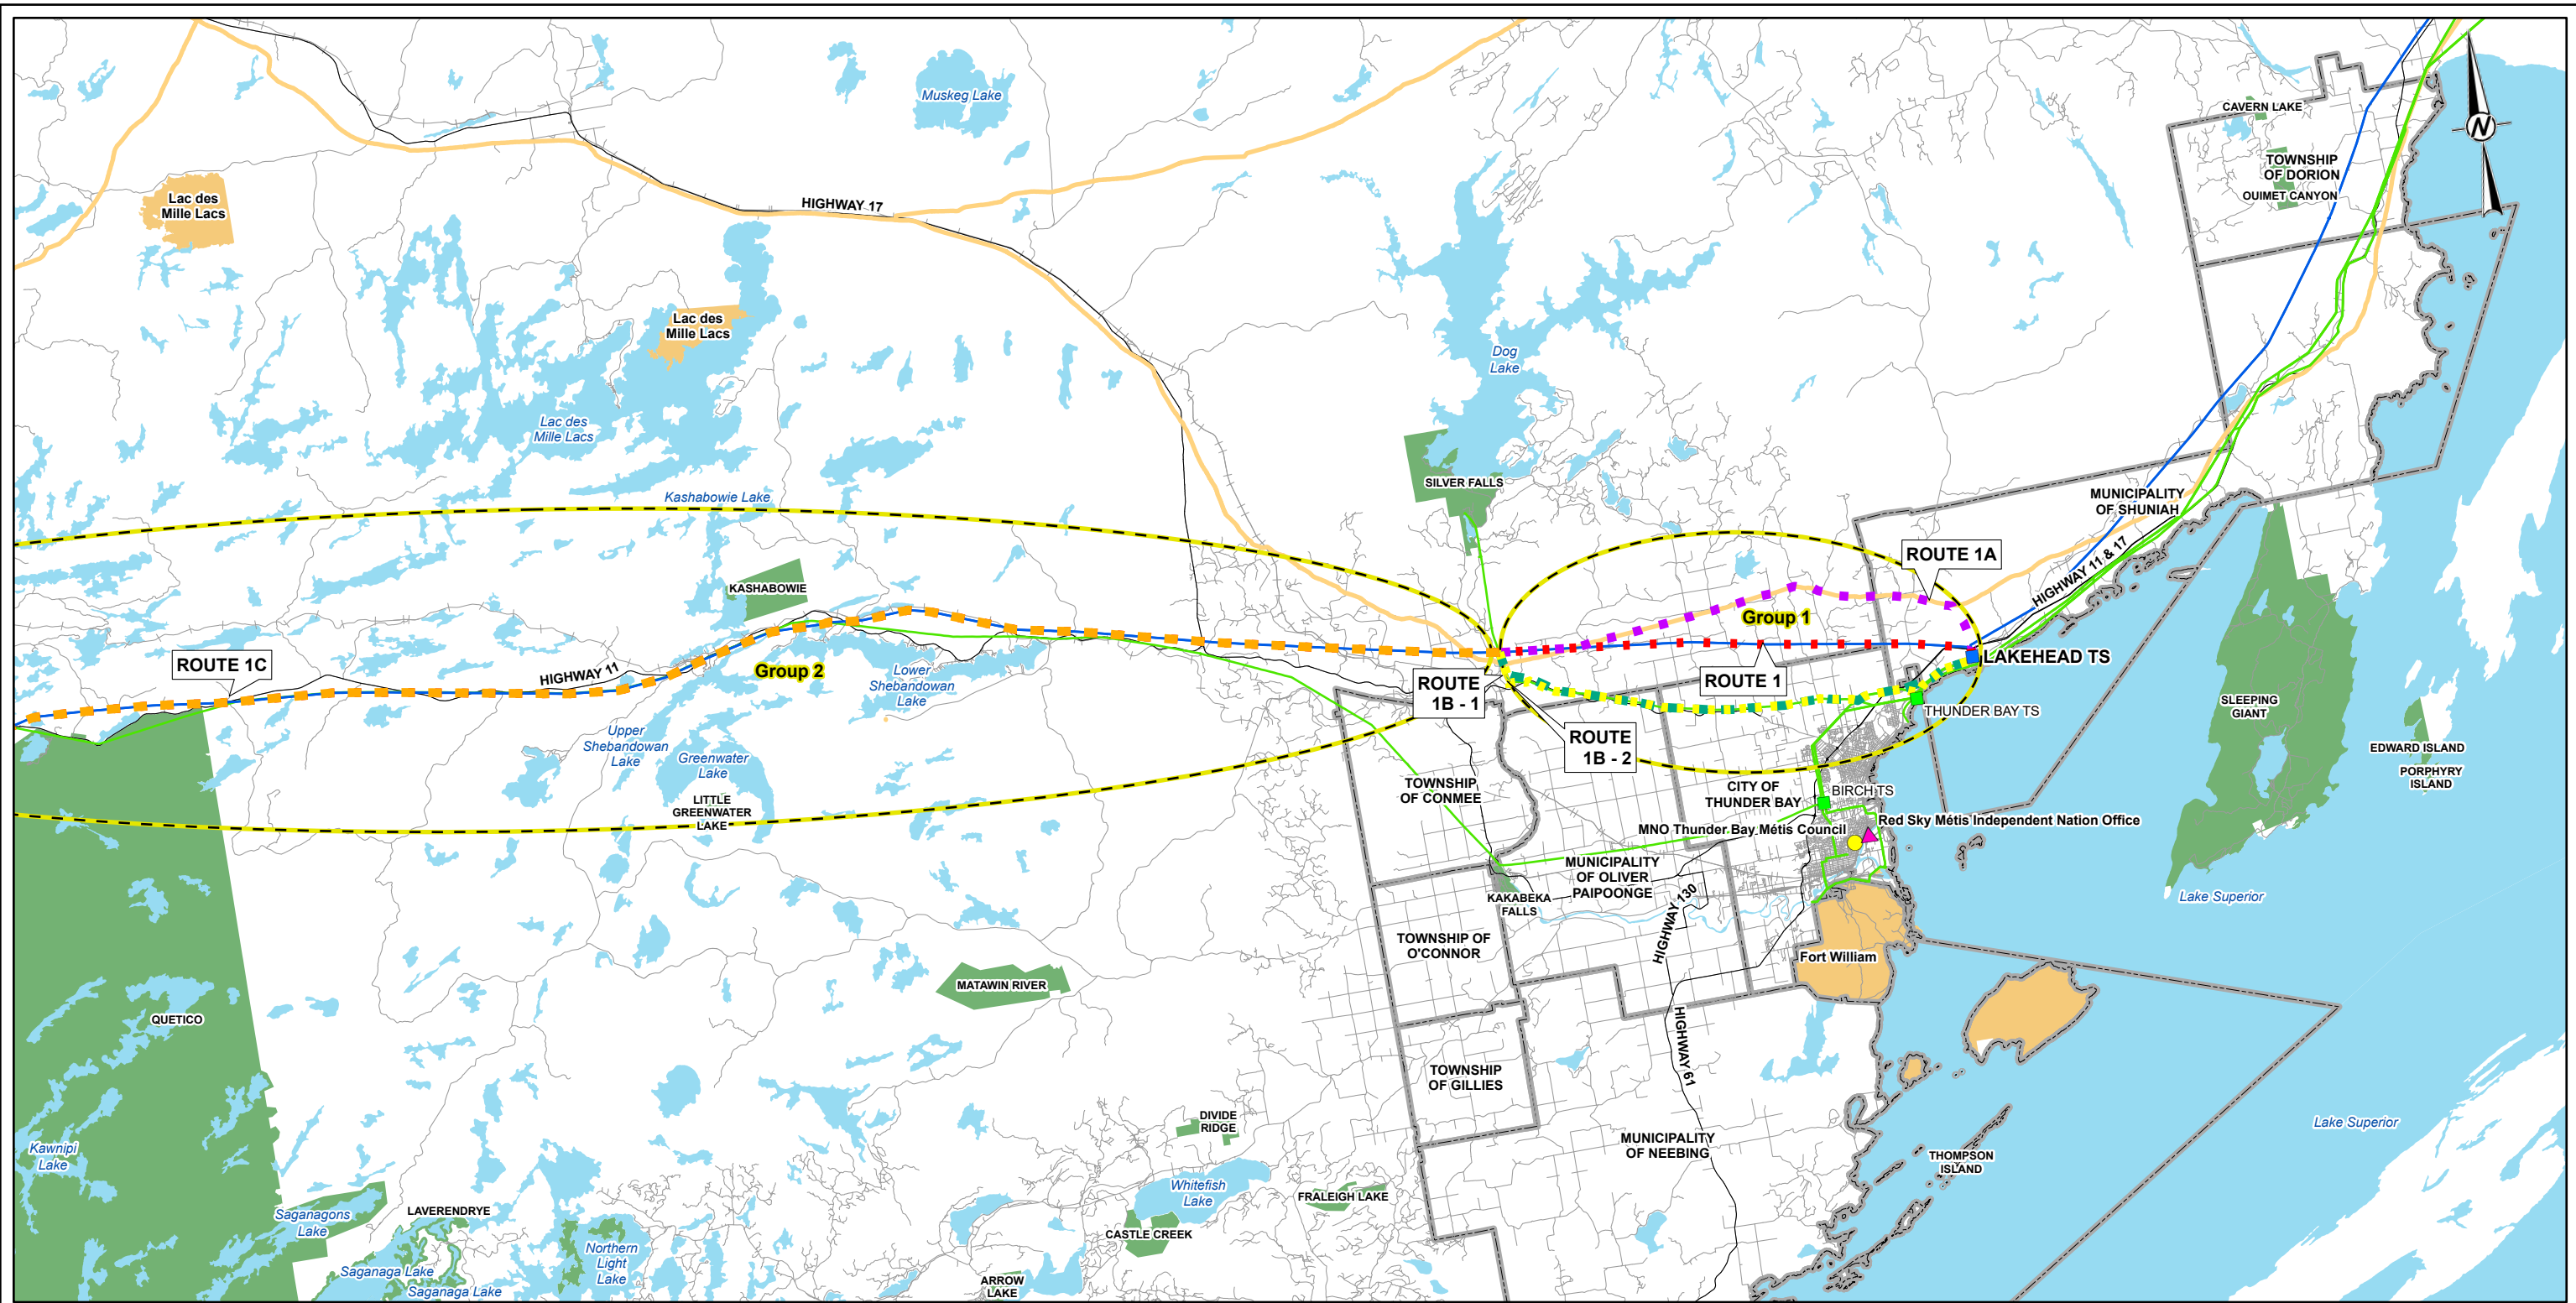 Muskeg Lake
CAVERN LAKE
N
TOWNSHIP
OF DORION
OUIMET CANYON
Lac des
Mille Lacs
HIGHWAY 17
Lac des
Mille Lacs
Dog
Lake
Lac des
Mille Lacs
SILVER FALLS
Kashabowie Lake
MUNICIPALITY
OF SHUNIAH
ROUTE 1A
HIGHWAY 11 & 17
KASHABOWIE
Group 1
ROUTE 1C
HIGHWAY 11
Group 2
Lower
Shebandowan
Lake
ROUTE
1B - 1
ROUTE 1
LAKEHEAD TS
THUNDER BAY TS
SLEEPING
GIANT
Upper
Shebandowan
Lake
Greenwater
Lake
ROUTE
1B - 2
EDWARD ISLAND
PORPHYRY
ISLAND
LITTLE
GREENWATER
LAKE
TOWNSHIP
OF CONMEE
CITY OF
THUNDER BAY
BIRCH TS
MNO Thunder Bay Métis Council
Red Sky Métis Independent Nation Office
MUNICIPALITY
OF OLIVER
PAIPOONGE
KAKABEKA
FALLS
HIGHWAY 130
Lake Superior
TOWNSHIP OF
O'CONNOR
Fort William
MATAWIN RIVER
QUETICO
HIGHWAY 61
TOWNSHIP
OF GILLIES
DIVIDE
RIDGE
MUNICIPALITY
OF NEEBING
Lake Superior
Kawnipi
Lake
THOMPSON
ISLAND
Whitefish
Lake
FRALEIGH LAKE
Saganagons
Lake
LAVERENDRYE
CASTLE CREEK
Northern
Light
Lake
Saganaga Lake
Saganaga Lake
ARROW
LAKE